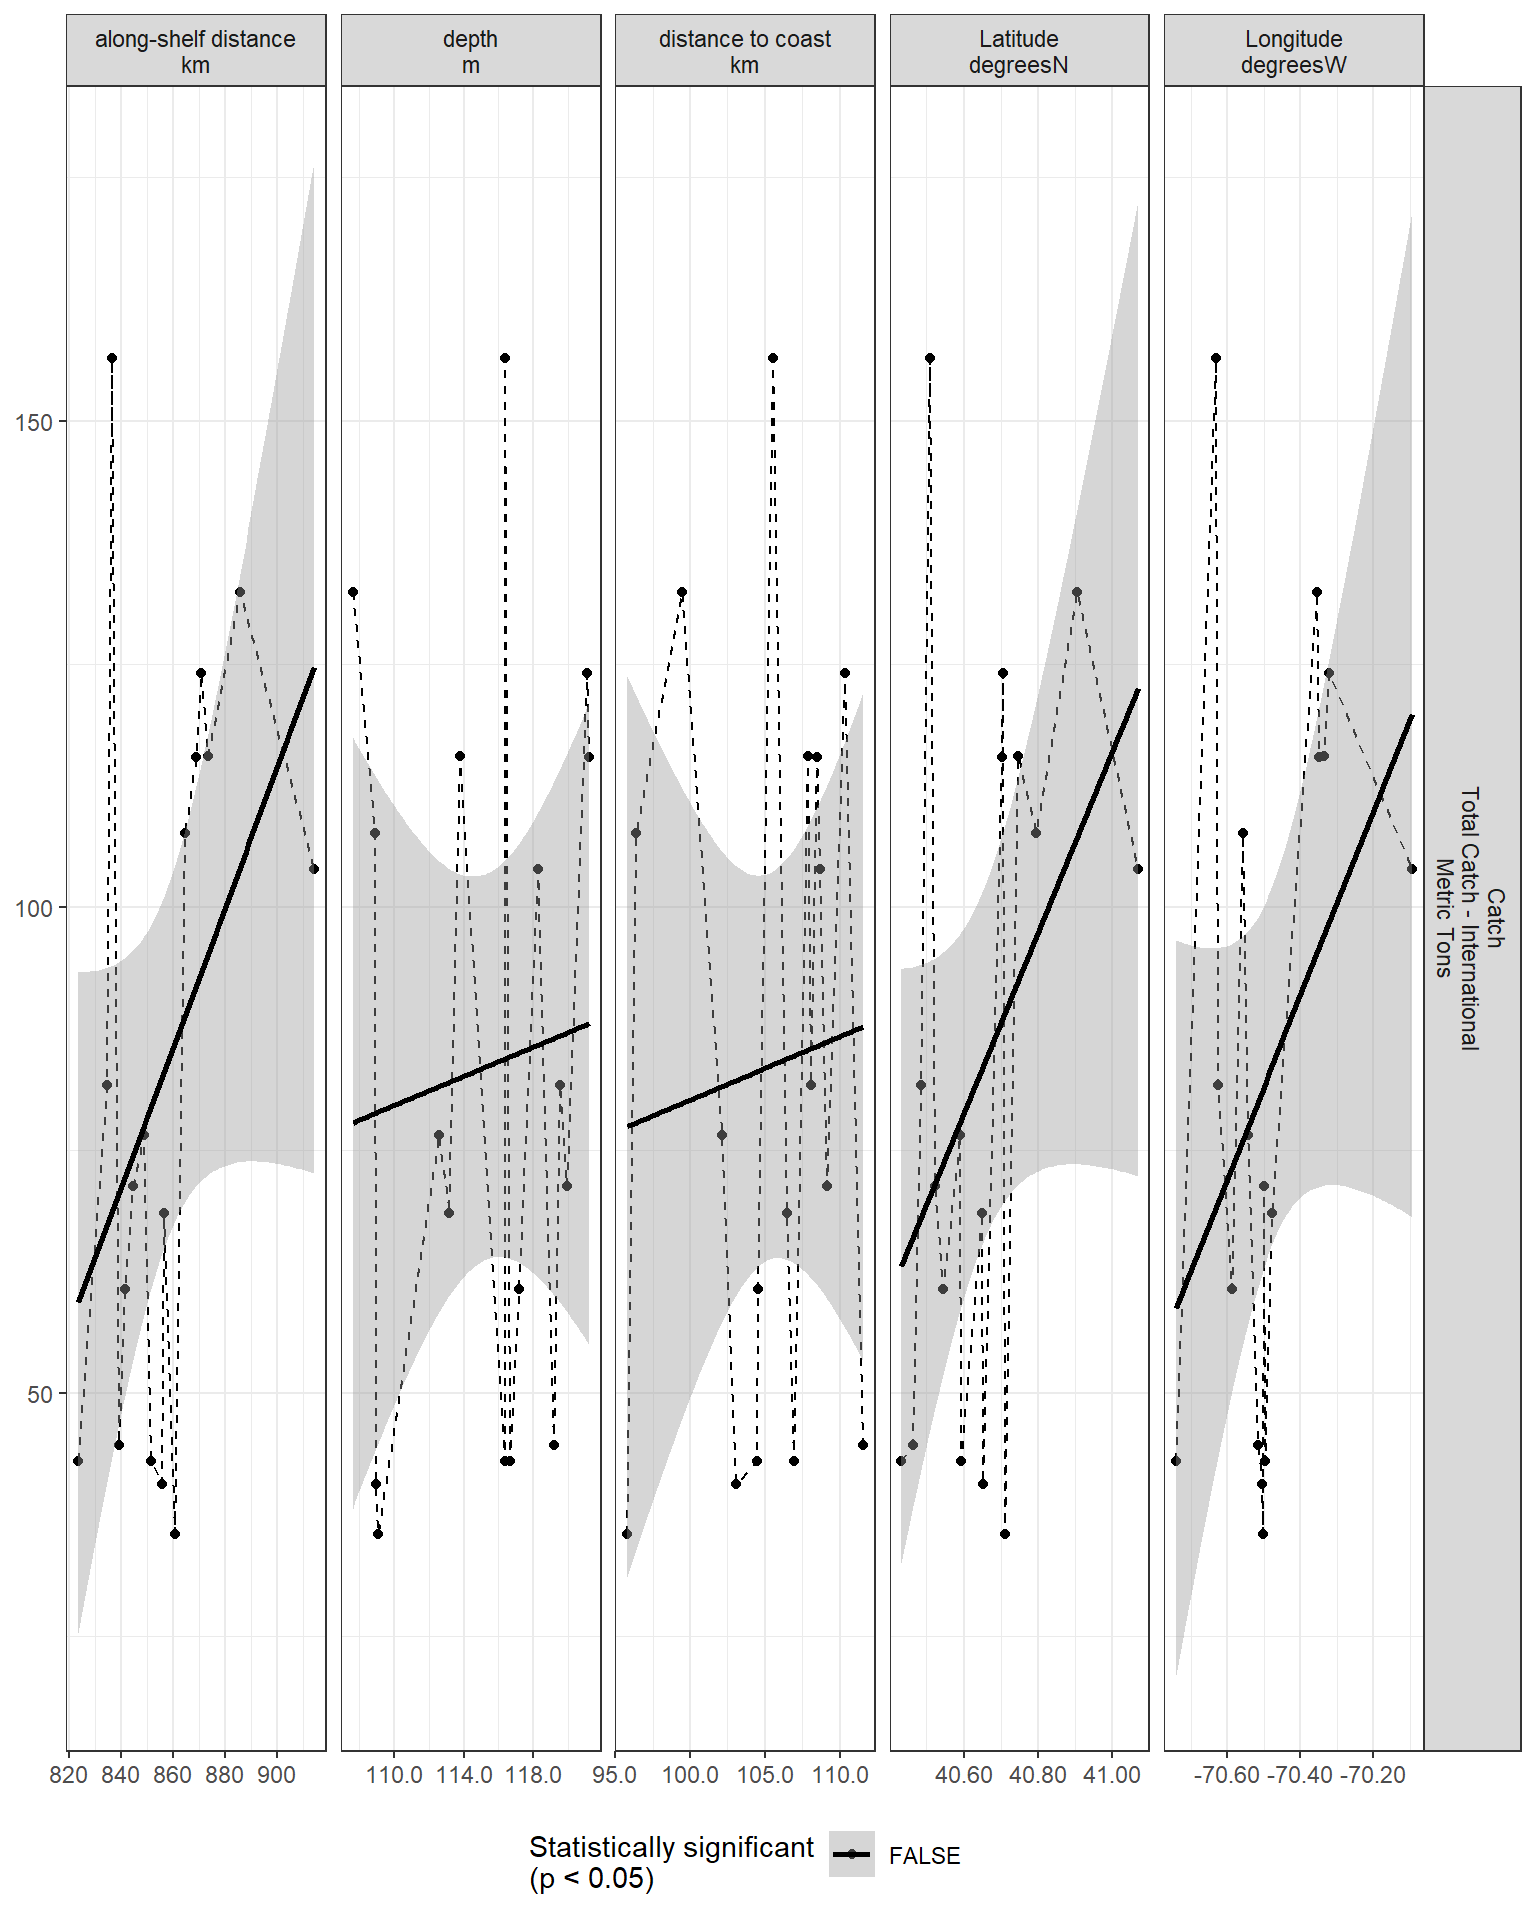 along-shelf distance
km
depth
m
distance to coast
km
Latitude
degreesN
Longitude
degreesW
Catch
Total Catch - International
Metric Tons
150
100
50
820 840 860 880 900
110.0 114.0 118.0
95.0 100.0 105.0 110.0
40.60 40.80 41.00
-70.60 -70.40 -70.20
Statistically significant
(p < 0.05)
FALSE